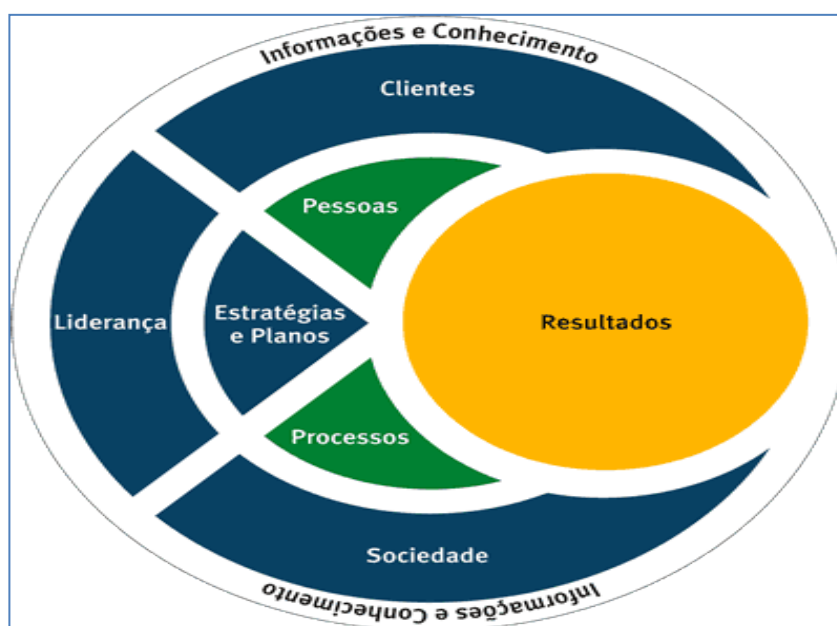 Informações e Conhecimento
Clientes
Pessoas
Liderança
Estratégias
e Planos
Resultados
Processos
Sociedade
Informações e Conhecimento